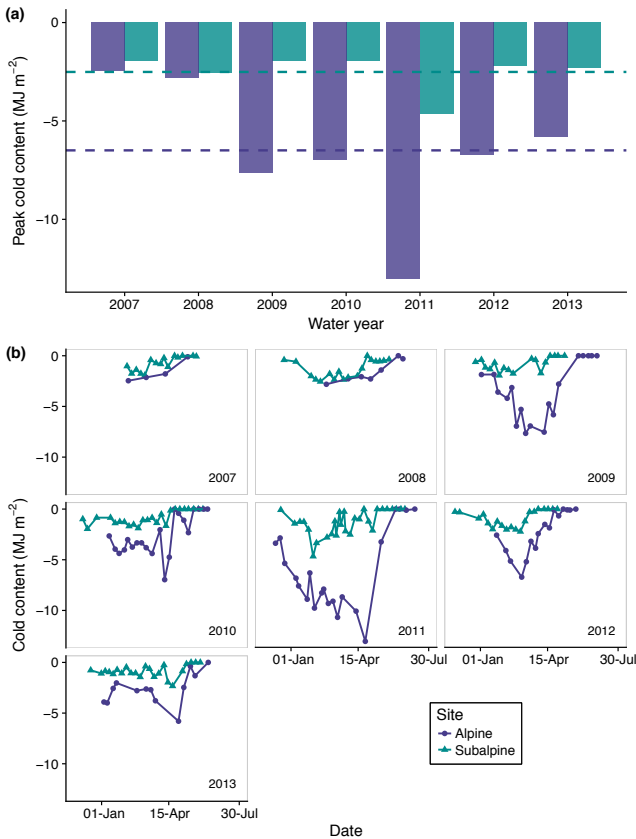 (a)
Peak cold content (MJ m−2)
0
−5
−10
2007 2008 2009 2010 2011 2012 2013
Water year
(b)
Cold content (MJ m−2)
0
−5
−10
2007 2008 2009
0
−5
−10
2010 2011 2012
01-Jan 15-Apr 30-Jul 01-Jan 15-Apr 30-Jul
0
−5
−10
2013
Site
Alpine
Subalpine
01-Jan 15-Apr 30-Jul
Date